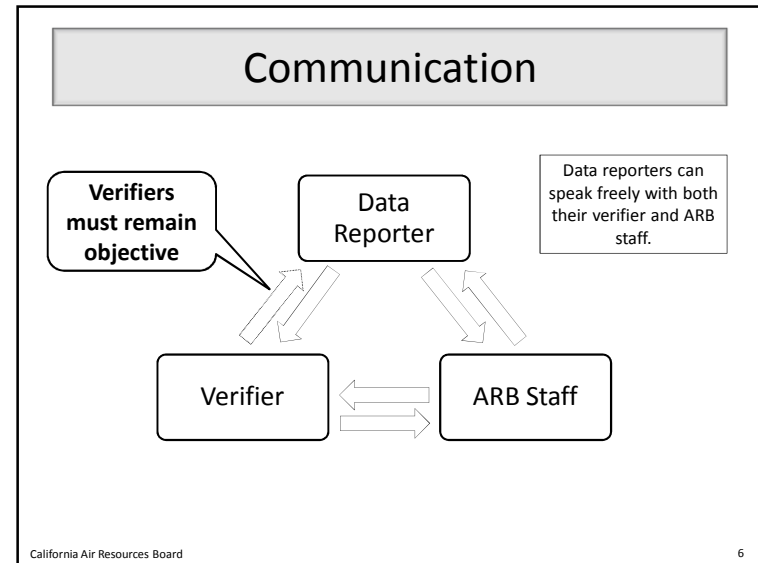 Communication
Verifiers
must remain
objective
Data
Reporter
Data reporters can
speak freely with both
their verifier and ARB
staff.
Verifier
ARB Staff
California Air Resources Board
6